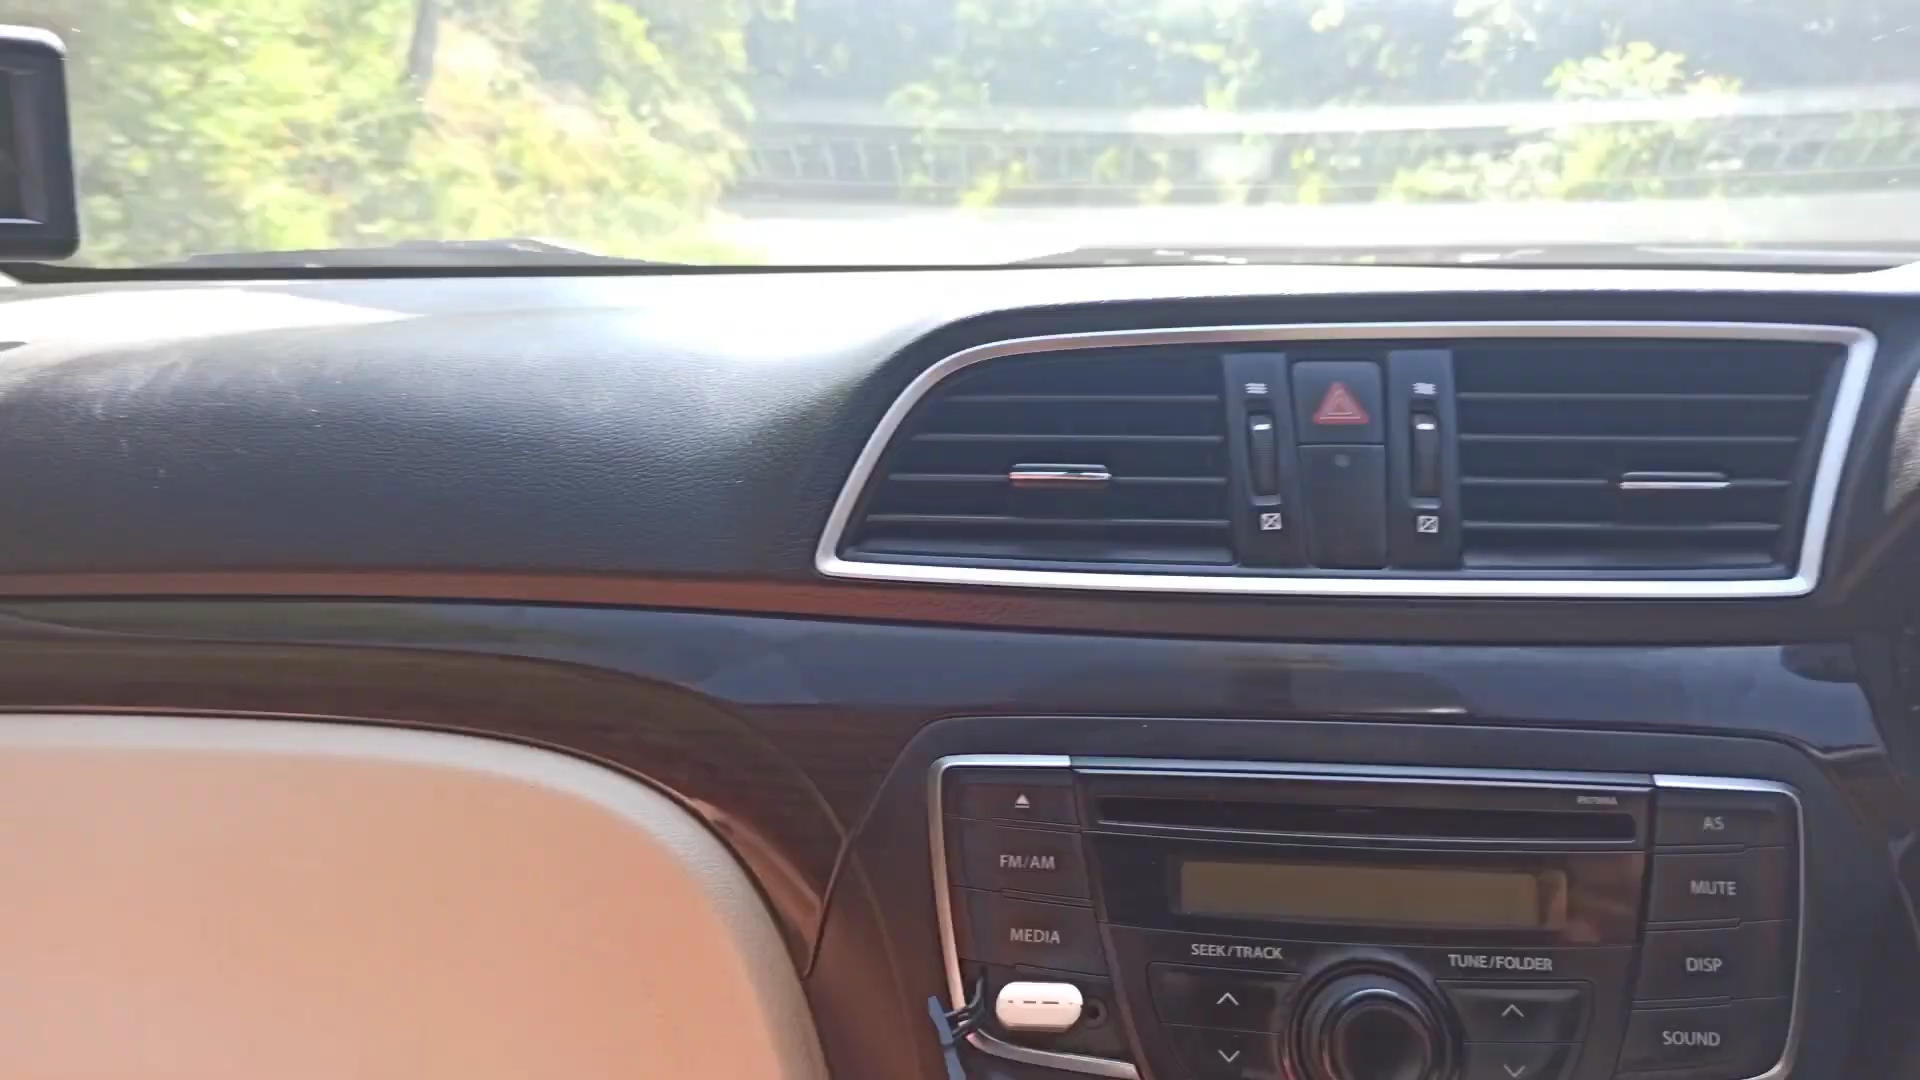 AS
FM/AM
MUTE
MEDIA
SEEK/TRACK
TUNE/FOLDER
DISP
SOUND